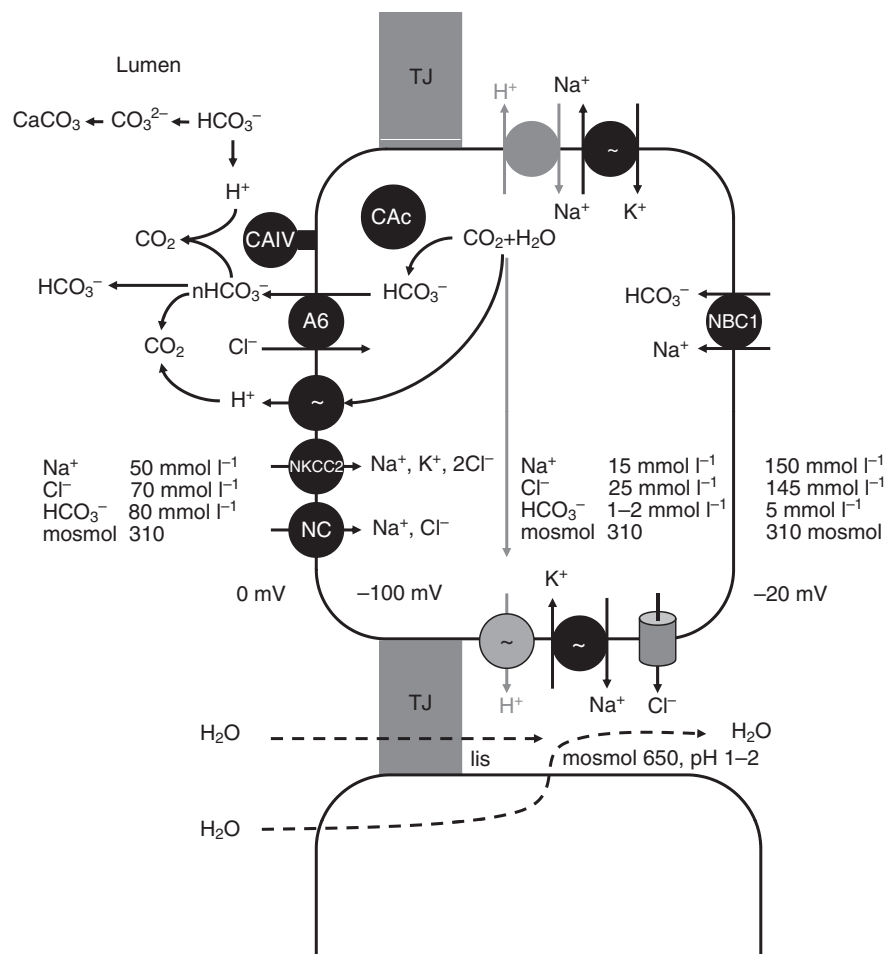 TJ
Lumen
H⁺
Na⁺
~
CaCO₃
CO₃²⁻
HCO₃⁻
H⁺
Na⁺
K⁺
CAc
CAIV
CO₂
CO₂+H₂O
HCO₃⁻
nHCO₃⁻
HCO₃⁻
HCO₃⁻
A6
NBC1
CO₂
Cl⁻
Na⁺
H⁺
~
NKCC2
Na⁺, K⁺, 2Cl⁻
NC
Na⁺, Cl⁻
Na⁺ 50 mmol l⁻¹
Cl⁻ 70 mmol l⁻¹
HCO₃⁻ 80 mmol l⁻¹
mosmol 310
Na⁺ 15 mmol l⁻¹
Cl⁻ 25 mmol l⁻¹
HCO₃⁻ 1–2 mmol l⁻¹
mosmol 310
150 mmol l⁻¹
145 mmol l⁻¹
5 mmol l⁻¹
310 mosmol
0 mV
–100 mV
K⁺
–20 mV
~
~
TJ
H⁺
Na⁺
Cl⁻
H₂O
H₂O
lis
mosmol 650, pH 1–2
H₂O